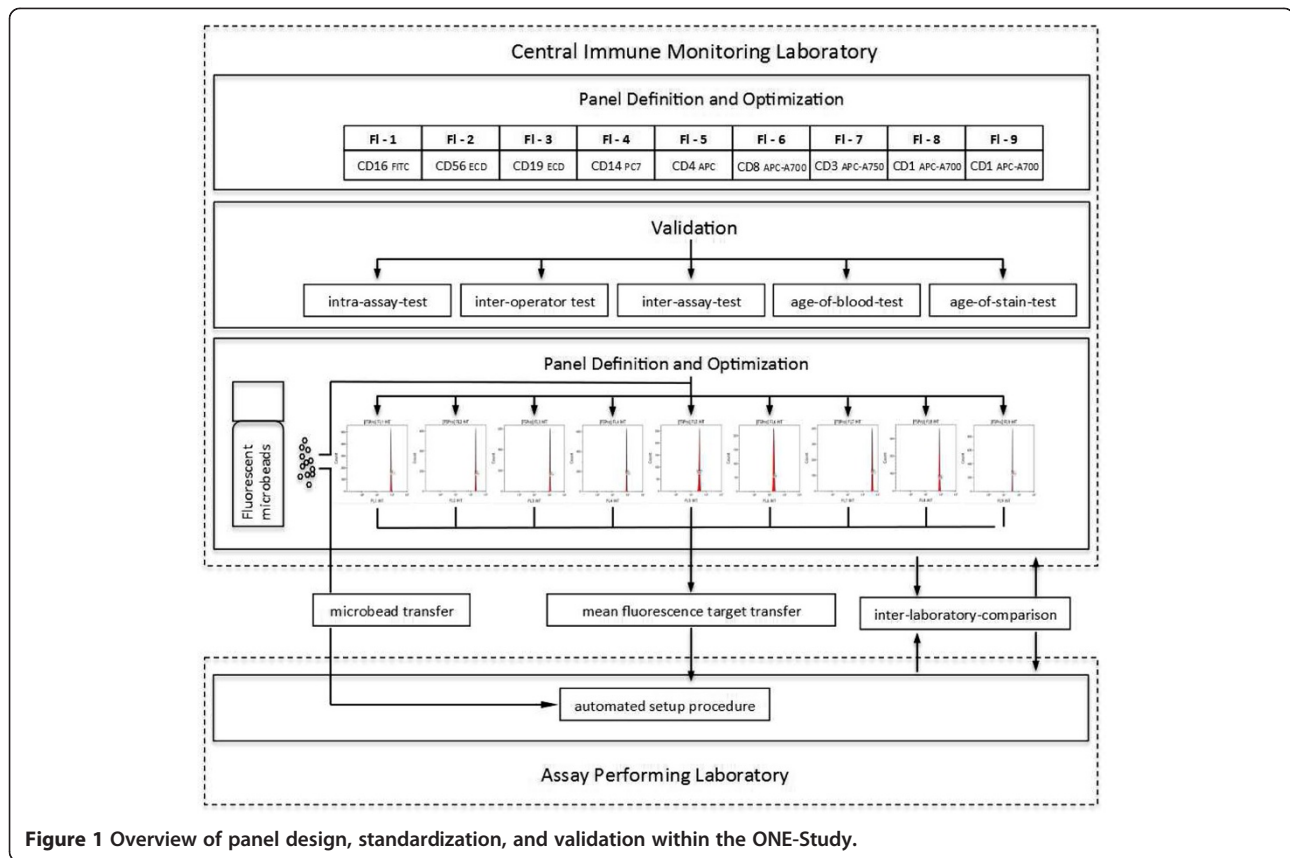 Central Immune Monitoring Laboratory
Panel Definition and Optimization
Fl - 1 Fl - 2 Fl - 3 Fl - 4 Fl - 5 Fl - 6 Fl - 7 Fl - 8 Fl - 9
CD16 FITC CD56 ECD CD19 ECD CD14 PC7 CD4 APC CD8 APC-A700 CD3 APC-A750 CD1 APC-A700 CD1 APC-A700
Validation
intra-assay-test inter-operator test inter-assay-test age-of-blood-test age-of-stain-test
Panel Definition and Optimization
Fluorescent
microbeads
microbead transfer mean fluorescence target transfer inter-laboratory-comparison
automated setup procedure
Assay Performing Laboratory
Figure 1 Overview of panel design, standardization, and validation within the ONE-Study.